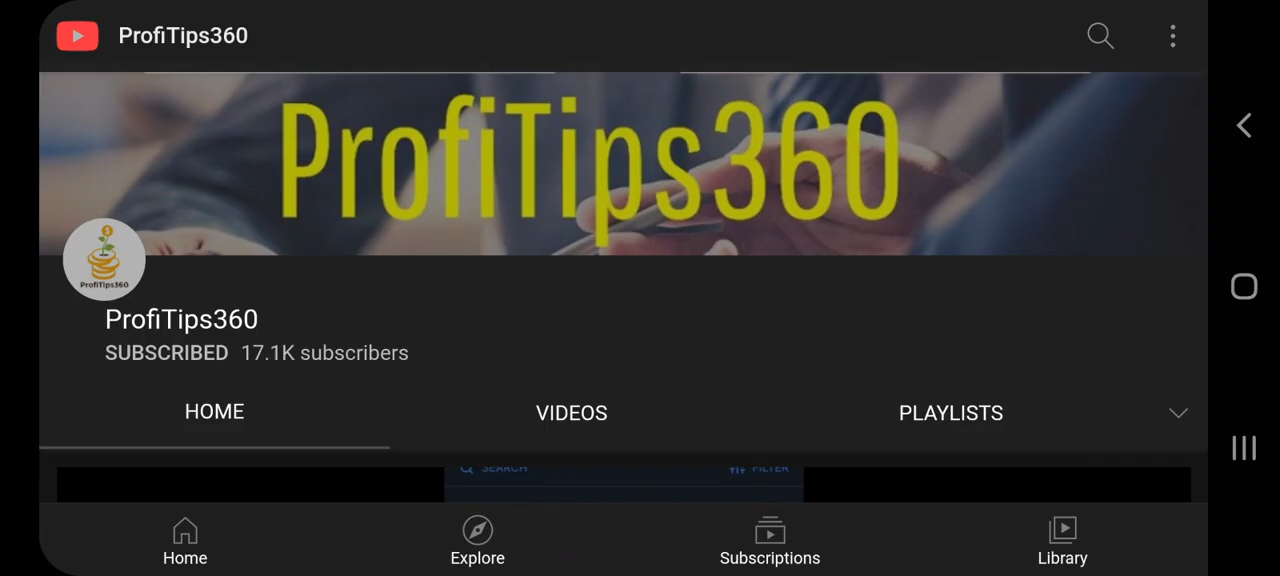 ProfiTips360
ProfiTips360
ProfiTips360
ProfiTips360
SUBSCRIBED 17.1K subscribers
HOME VIDEOS PLAYLISTS
SEARCH FILTER
Home Explore Subscriptions Library